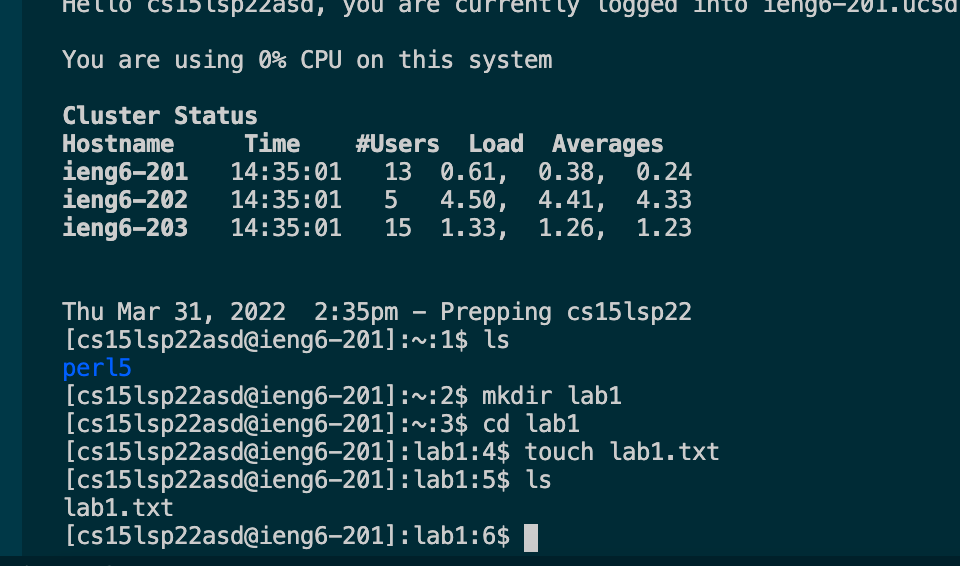 Hello cs15lsp22asd, you are currently logged into ieng6-201.ucsd
You are using 0% CPU on this system
Cluster Status
Hostname     Time    #Users  Load  Averages
ieng6-201   14:35:01   13  0.61,  0.38,  0.24
ieng6-202   14:35:01   5   4.50,  4.41,  4.33
ieng6-203   14:35:01   15  1.33,  1.26,  1.23
Thu Mar 31, 2022  2:35pm - Prepping cs15lsp22
[cs15lsp22asd@ieng6-201]:~:1$ ls
perl5
[cs15lsp22asd@ieng6-201]:~:2$ mkdir lab1
[cs15lsp22asd@ieng6-201]:~:3$ cd lab1
[cs15lsp22asd@ieng6-201]:lab1:4$ touch lab1.txt
[cs15lsp22asd@ieng6-201]:lab1:5$ ls
lab1.txt
[cs15lsp22asd@ieng6-201]:lab1:6$